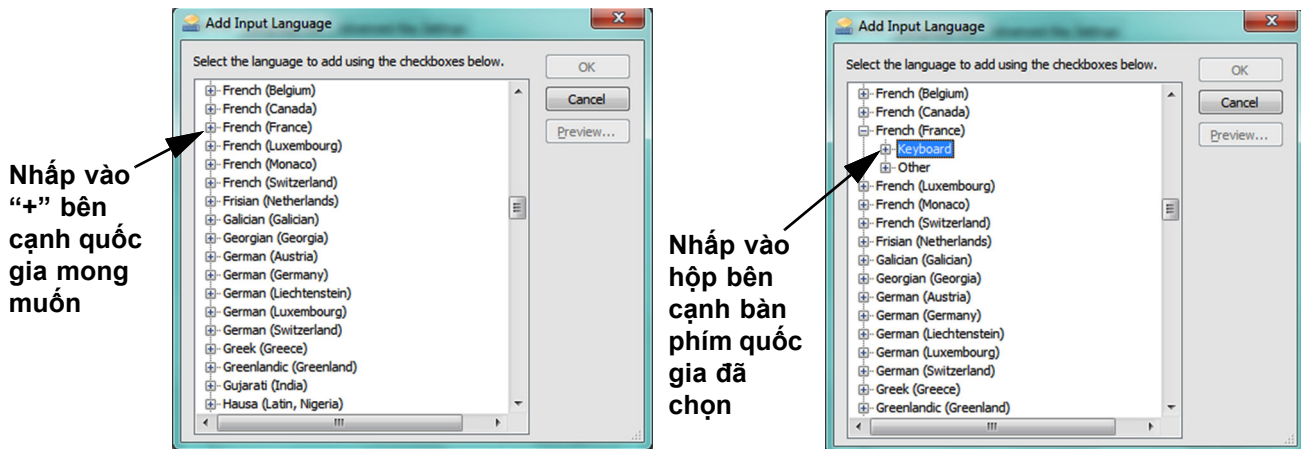 Nhấp vào
“+” bên
cạnh quốc
gia mong
muốn
Add Input Language
Select the language to add using the checkboxes below.
French (Belgium)
French (Canada)
French (France)
French (Luxembourg)
French (Monaco)
French (Switzerland)
Frisian (Netherlands)
Galician (Galician)
Georgian (Georgia)
German (Austria)
German (Germany)
German (Liechtenstein)
German (Luxembourg)
German (Switzerland)
Greek (Greece)
Greenlandic (Greenland)
Gujarati (India)
Hausa (Latin, Nigeria)
OK
Cancel
Preview...
Nhấp vào
hộp bên
cạnh bàn
phím quốc
gia đã
chọn
Add Input Language
Select the language to add using the checkboxes below.
French (Belgium)
French (Canada)
French (France)
Keyboard
Other
French (Luxembourg)
French (Monaco)
French (Switzerland)
Frisian (Netherlands)
Galician (Galician)
Georgian (Georgia)
German (Austria)
German (Germany)
German (Liechtenstein)
German (Luxembourg)
German (Switzerland)
Greek (Greece)
Greenlandic (Greenland)
OK
Cancel
Preview...